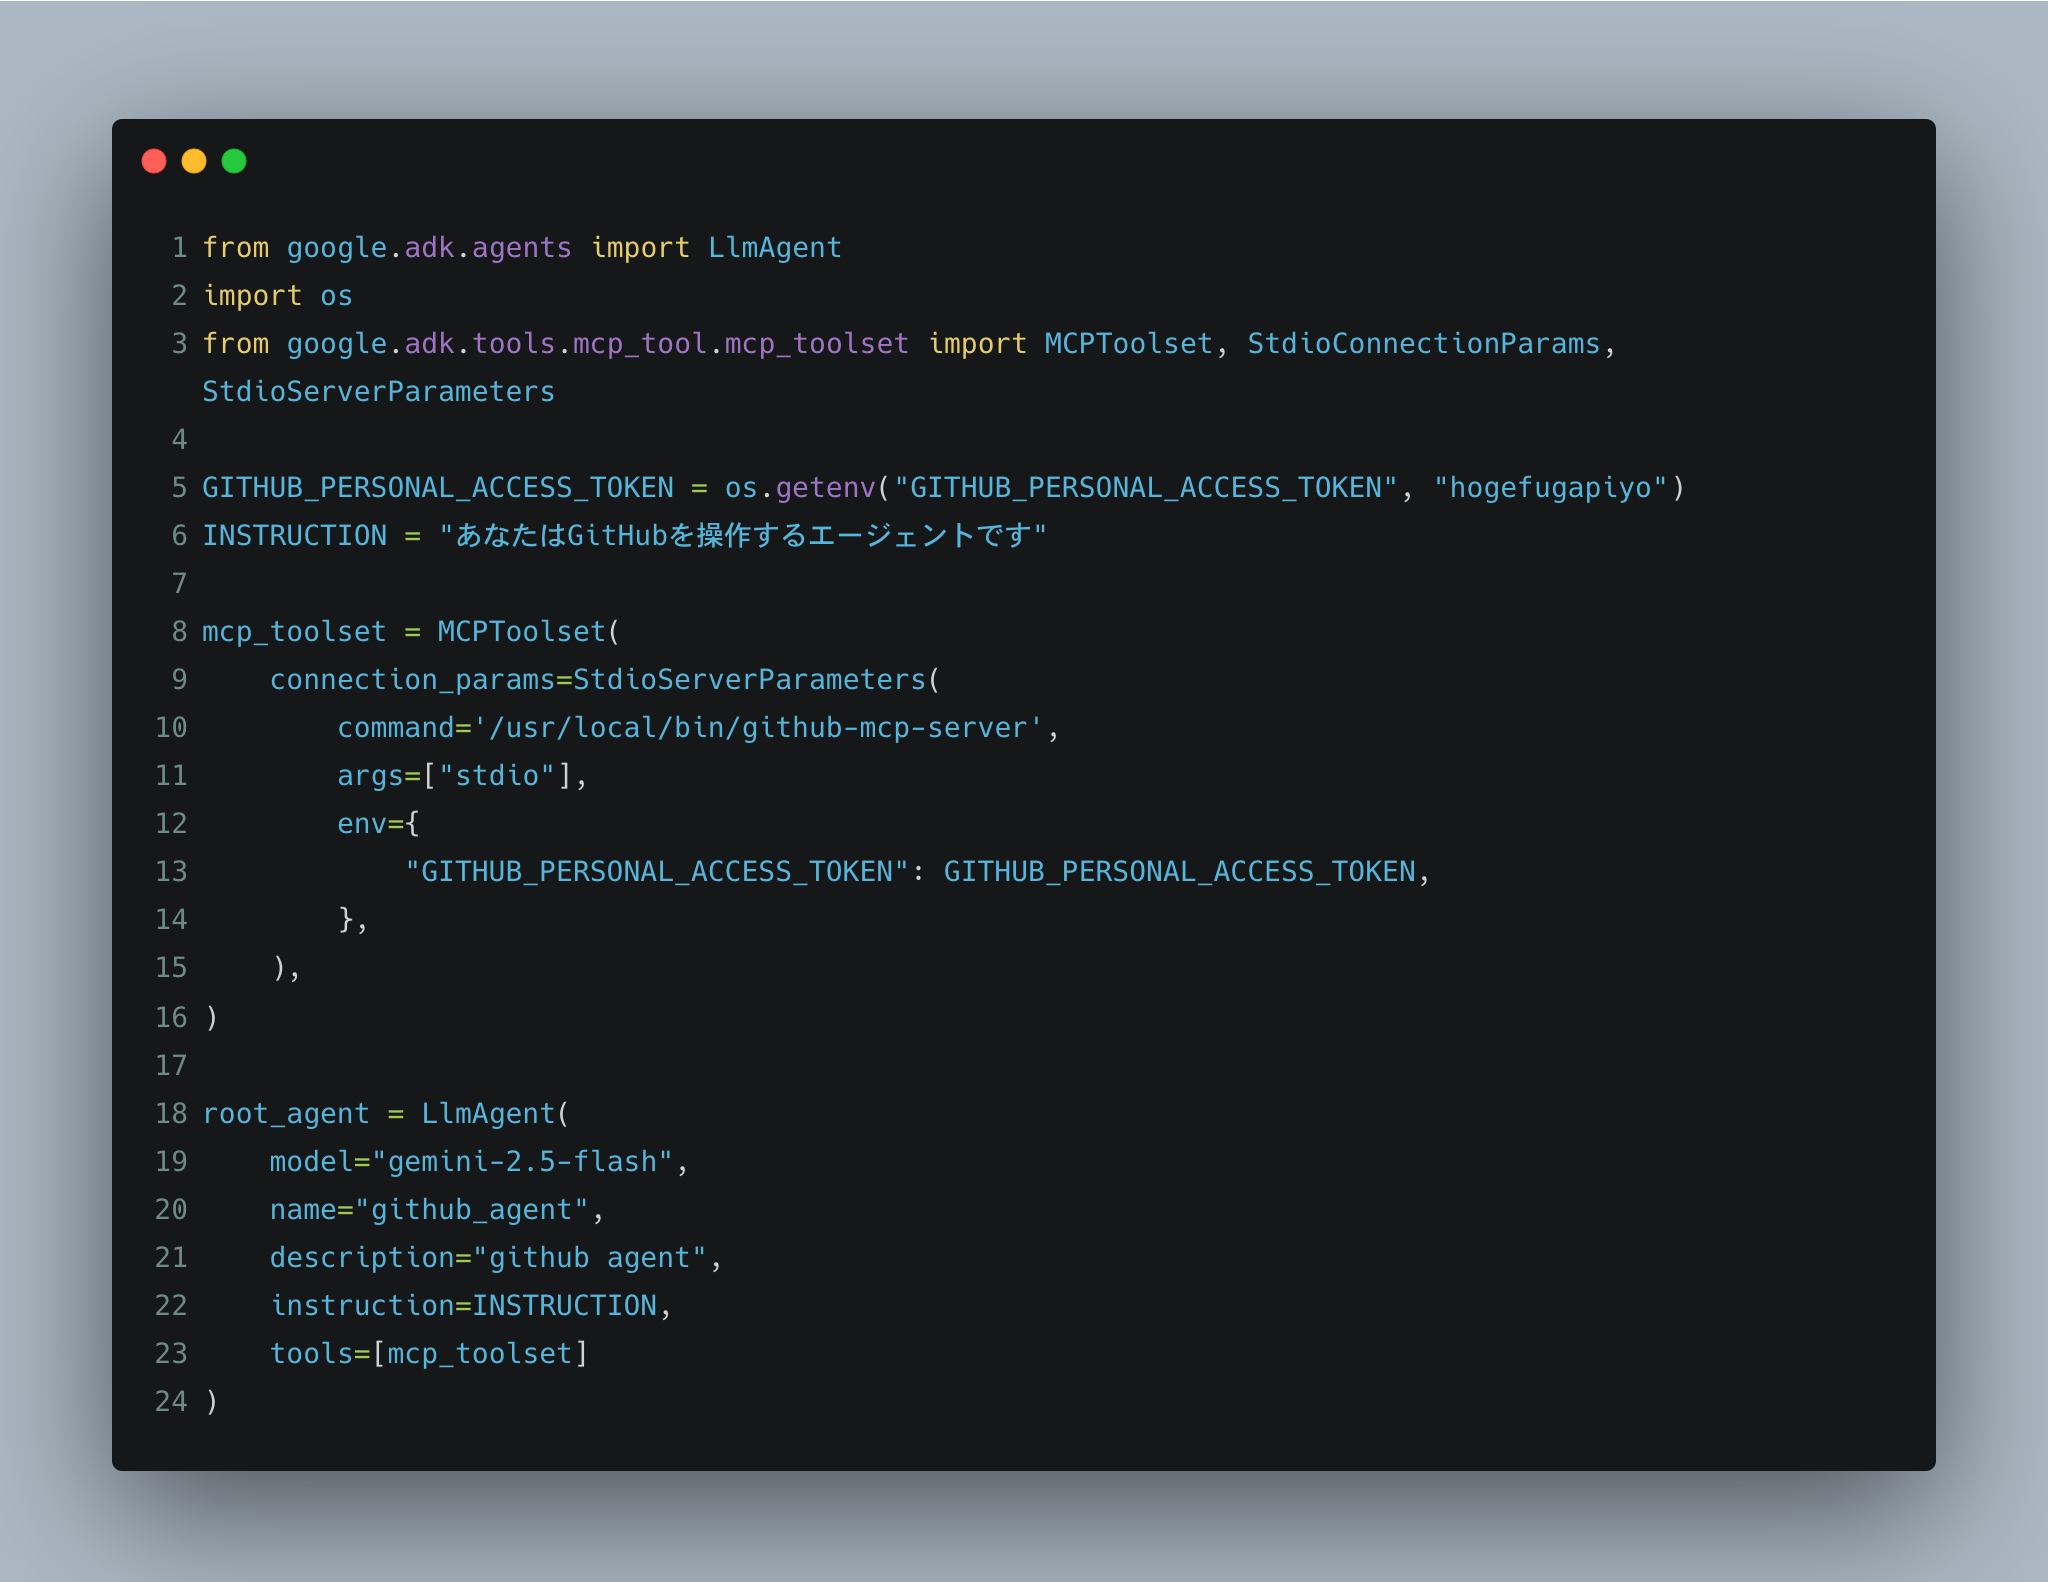 1 from google.adk.agents import LlmAgent
2 import os
3 from google.adk.tools.mcp_tool.mcp_toolset import MCPToolset, StdioConnectionParams,
StdioServerParameters
4
5 GITHUB_PERSONAL_ACCESS_TOKEN = os.getenv("GITHUB_PERSONAL_ACCESS_TOKEN", "hogefugapiyo")
6 INSTRUCTION = "あなたはGitHubを操作するエージェントです"
7
8 mcp_toolset = MCPToolset(
9     connection_params=StdioServerParameters(
10         command='/usr/local/bin/github-mcp-server',
11         args=["stdio"],
12         env={
13             "GITHUB_PERSONAL_ACCESS_TOKEN": GITHUB_PERSONAL_ACCESS_TOKEN,
14         },
15     ),
16 )
17
18 root_agent = LlmAgent(
19     model="gemini-2.5-flash",
20     name="github_agent",
21     description="github agent",
22     instruction=INSTRUCTION,
23     tools=[mcp_toolset]
24 )